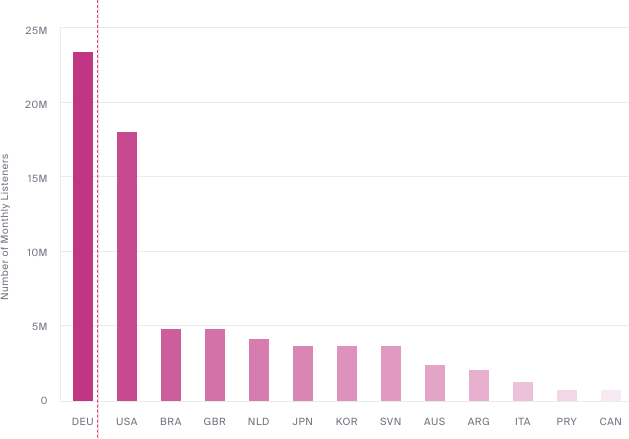 25M
20M
15M
10M
5M
0
Number of Monthly Listeners
DEU USA BRA GBR NLD JPN KOR SVN AUS ARG ITA PRY CAN